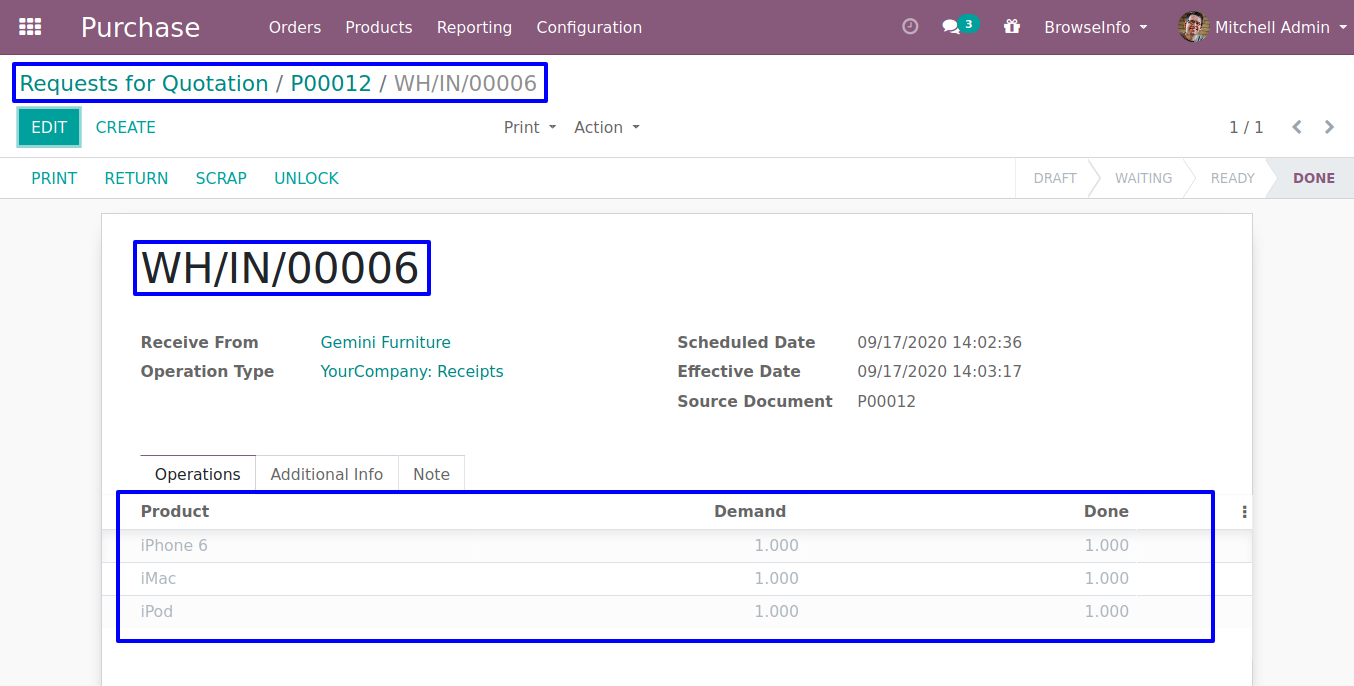 Purchase Orders Products Reporting Configuration 3 BrowseInfo Mitchell Admin
Requests for Quotation / P00012 / WH/IN/00006
EDIT CREATE Print Action 1 / 1
PRINT RETURN SCRAP UNLOCK DRAFT WAITING READY DONE
WH/IN/00006
Receive From Gemini Furniture Scheduled Date 09/17/2020 14:02:36
Operation Type YourCompany: Receipts Effective Date 09/17/2020 14:03:17
Source Document P00012
Operations Additional Info Note
Product Demand Done
iPhone 6 1.000 1.000
iMac 1.000 1.000
iPod 1.000 1.000